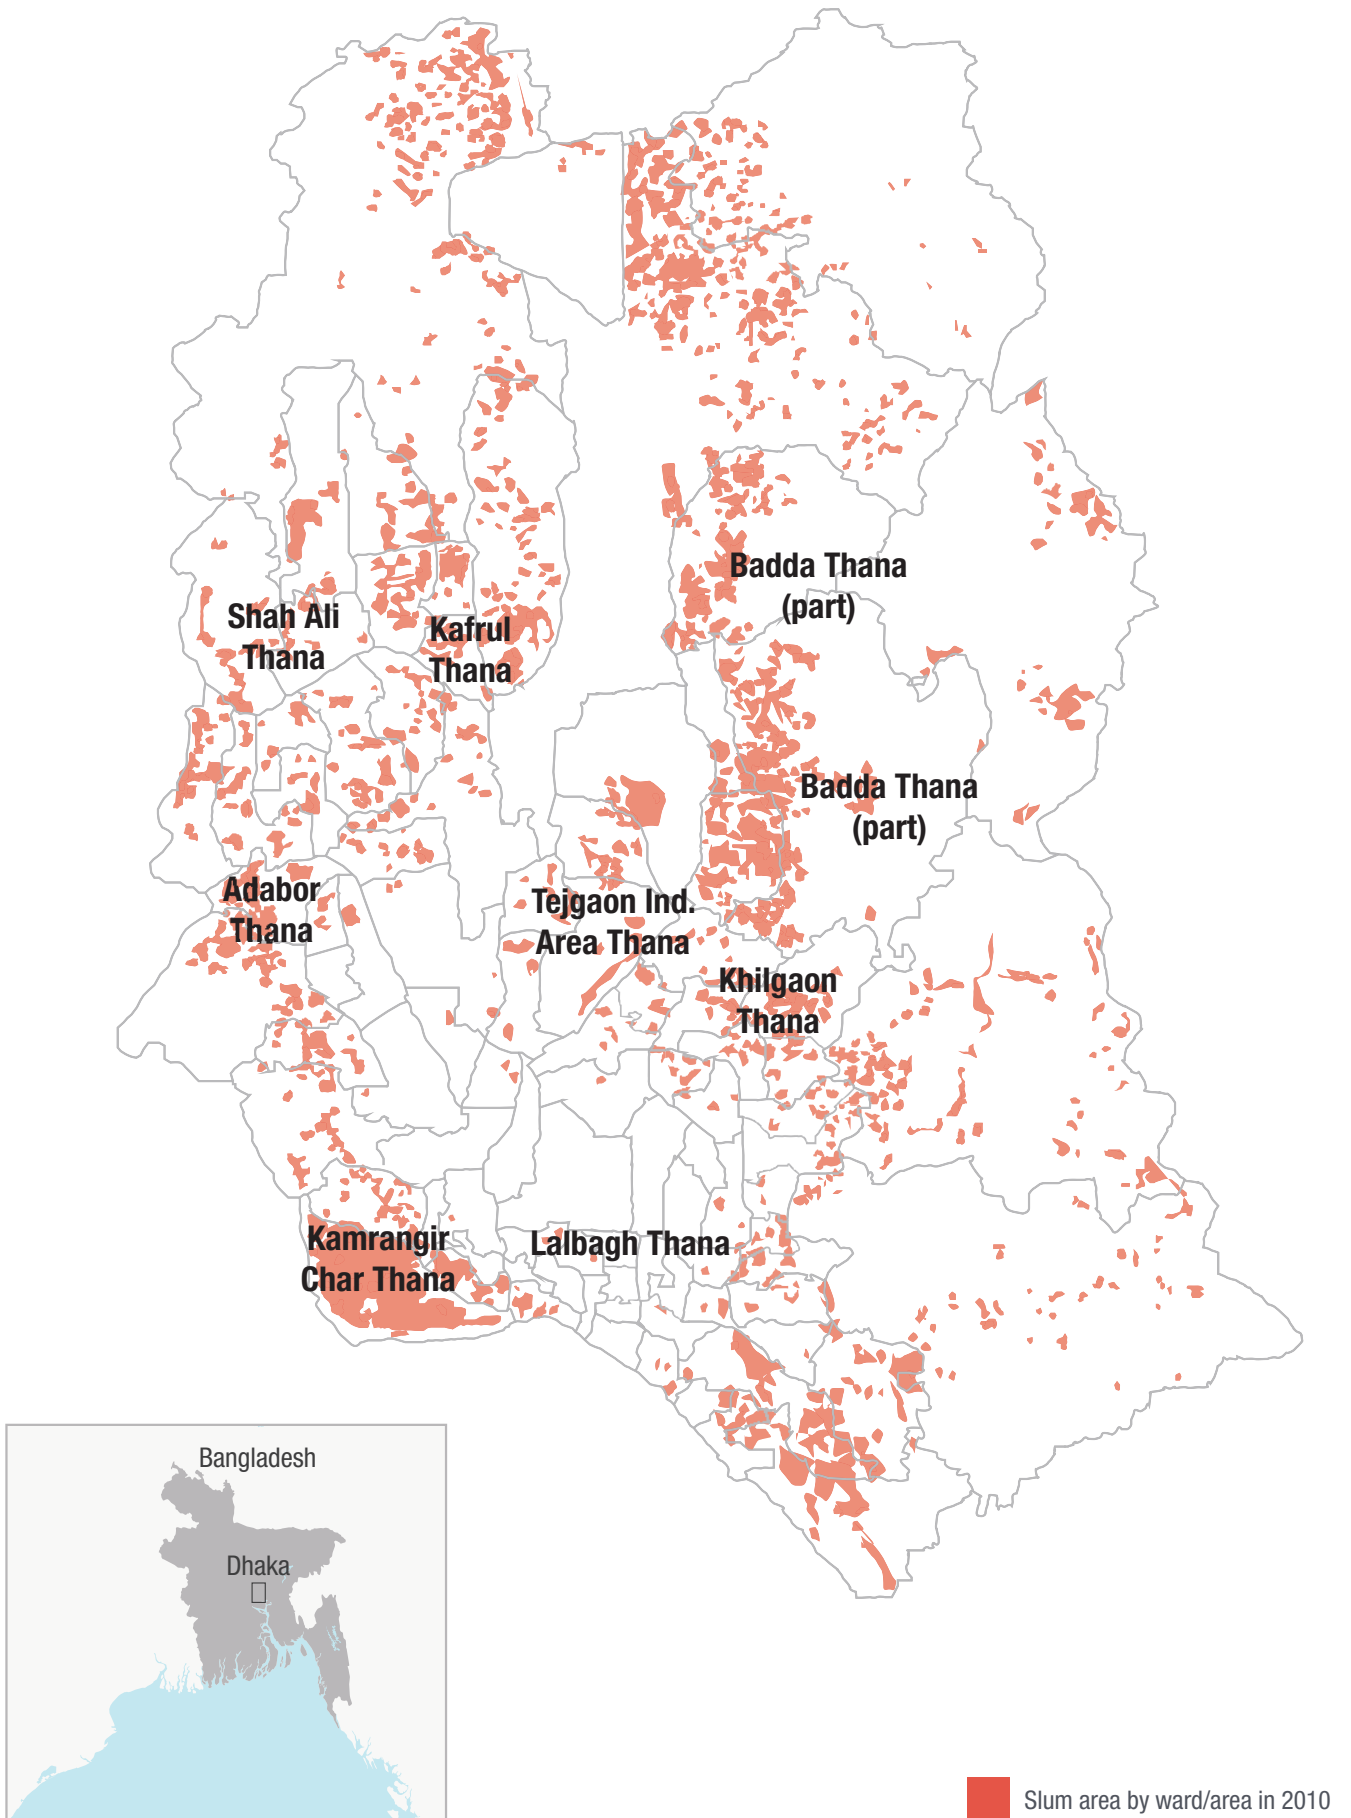 Badda Thana
(part)
Shah Ali
Thana
Kafrul
Thana
Badda Thana
(part)
Adabor
Thana
Tejgaon Ind.
Area Thana
Khilgaon
Thana
Kamrangir
Char Thana
Lalbagh Thana
Bangladesh
Dhaka
Slum area by ward/area in 2010